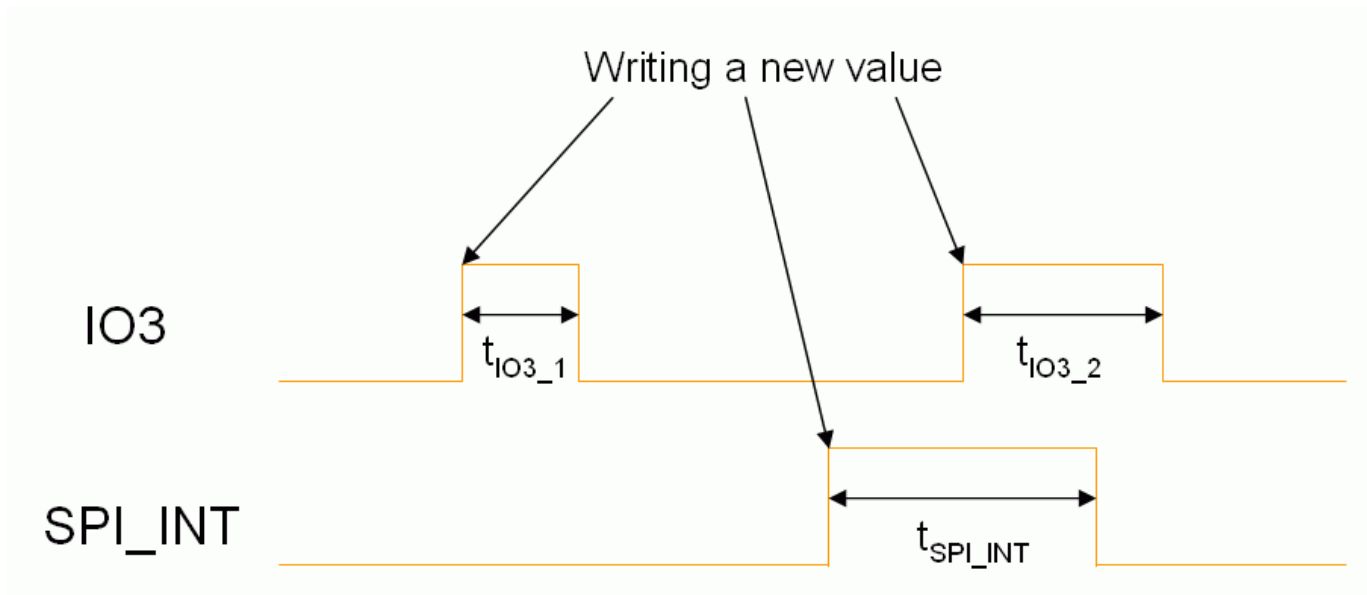 Writing a new value
IO3
tIO3_1
tIO3_2
SPI_INT
tSPI_INT